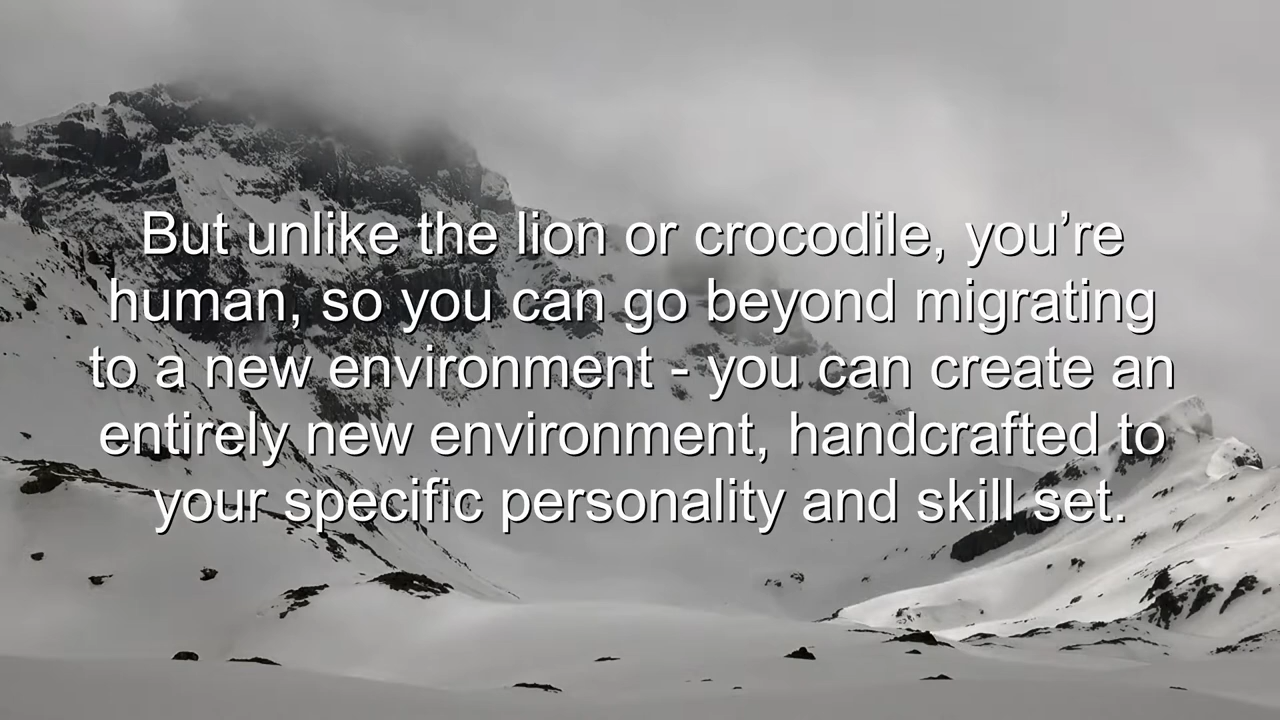 But unlike the lion or crocodile, you’re
human, so you can go beyond migrating
to a new environment - you can create an
entirely new environment, handcrafted to
your specific personality and skill set.